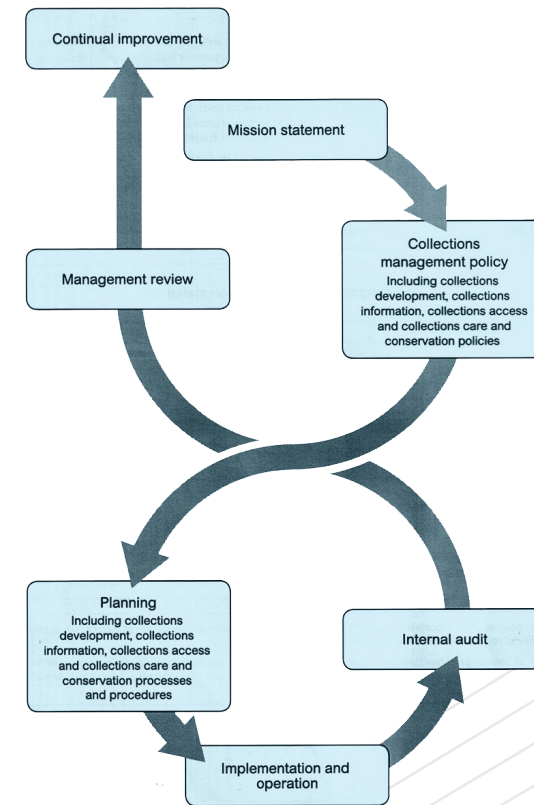 Continual improvement
Mission statement
Collections
management policy
Including collections
development, collections
information, collections access
and collections care and
conservation policies
Management review
Planning
Including collections
development, collections
information, collections access
and collections care and
conservation processes
and procedures
Internal audit
Implementation and
operation